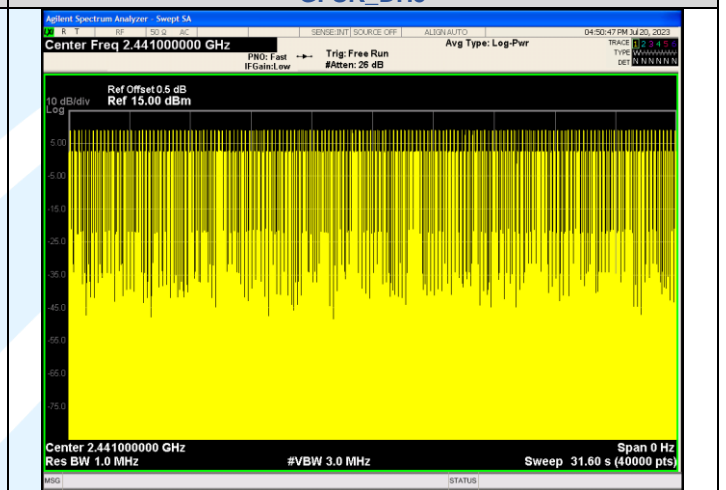 Agilent Spectrum Analyzer - Swept SA
R T RF 50 Ω AC SENSE:INT SOURCE OFF ALIGN AUTO 04:50:47 PM Jul 20, 2023
Center Freq 2.441000000 GHz
PNO: Fast
IFGain:Low
Trig: Free Run
#Atten: 26 dB
Avg Type: Log-Pwr
TRACE 1 2 3 4 5 6
TYPE
DET N N N N N N
Ref Offset 0.5 dB
10 dB/div Ref 15.00 dBm
Log
5.00
-5.00
-15.0
-25.0
-35.0
-45.0
-55.0
-65.0
-75.0
Center 2.441000000 GHz Span 0 Hz
Res BW 1.0 MHz #VBW 3.0 MHz Sweep 31.60 s (40000 pts)
MSG STATUS